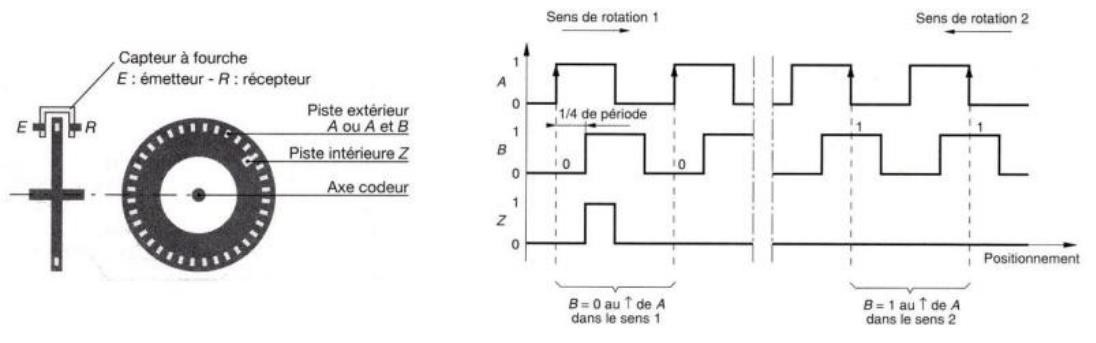 Capteur à fourche
E : émetteur - R : récepteur
E
R
Piste extérieur
A ou A et B
Piste intérieure Z
Axe codeur
Sens de rotation 1
Sens de rotation 2
1
A
0
1/4 de période
1
B
0
0
0
1
1
1
Z
0
Positionnement
B = 0 au ↑ de A
dans le sens 1
B = 1 au ↑ de A
dans le sens 2